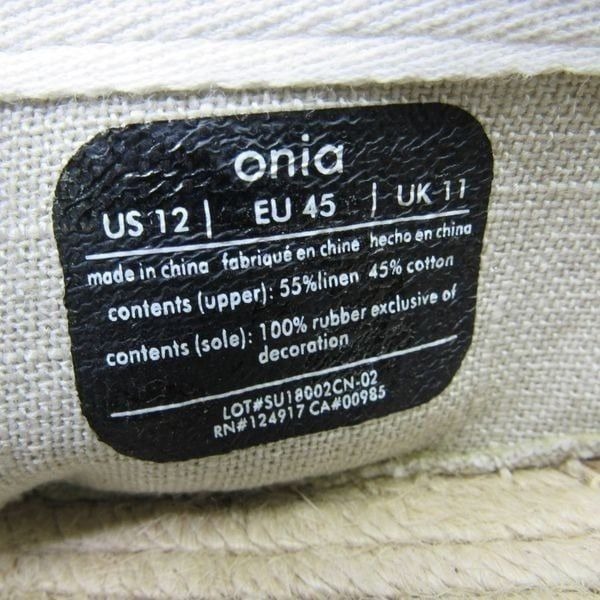 onia
US 12 | EU 45 | UK 11
made in china fabriqué en chine hecho en china
contents (upper): 55%linen 45% cotton
contents (sole): 100% rubber exclusive of
decoration
LOT#SU18002CN-02
RN#124917 CA#00985